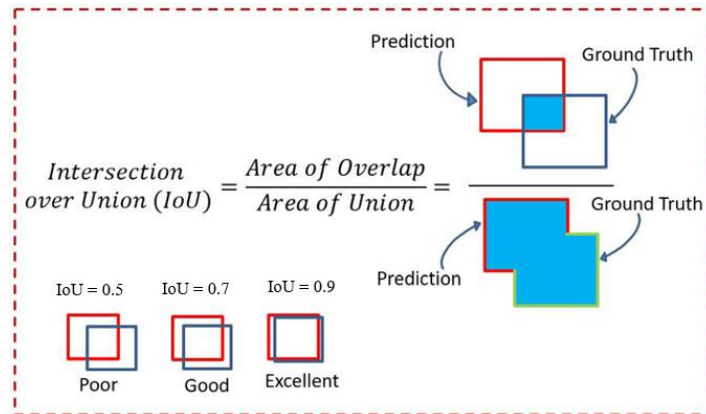 Prediction
Ground Truth
Intersection
over Union (IoU)
=
Area of Overlap
Area of Union
=
Ground Truth
Prediction
IoU = 0.5
IoU = 0.7
IoU = 0.9
Poor
Good
Excellent